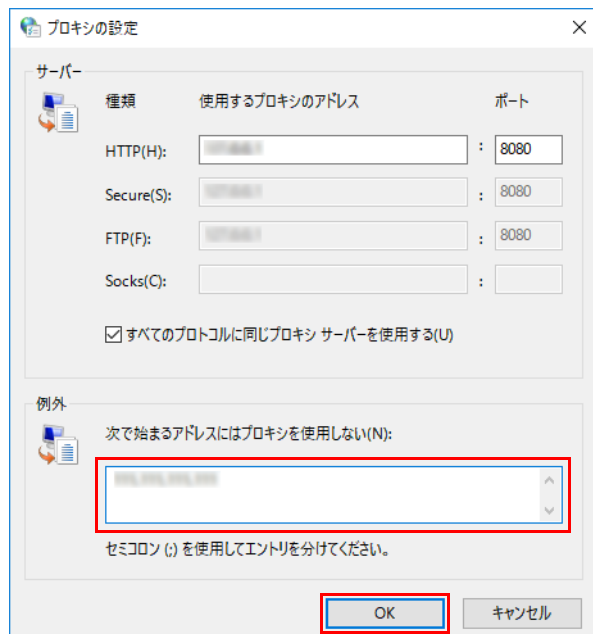 プロキシの設定
サーバー
種類 使用するプロキシのアドレス ポート
HTTP(H): : 8080
Secure(S): : 8080
FTP(F): : 8080
Socks(C): :
すべてのプロトコルに同じプロキシ サーバーを使用する(U)
例外
次で始まるアドレスにはプロキシを使用しない(N):
セミコロン (;) を使用してエントリを分けてください。
OK キャンセル